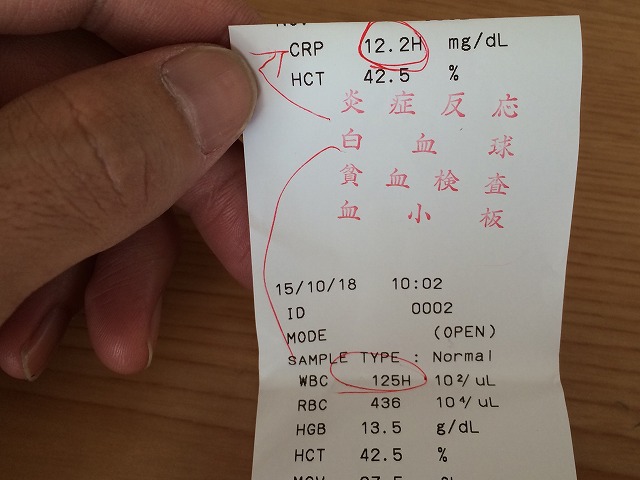 CRP 12.2H mg/dL
HCT 42.5 %
炎症反応
白血球
貧血検査
血小板
15/10/18 10:02
ID 0002
MODE (OPEN)
SAMPLE TYPE : Normal
WBC 125H 10²/uL
RBC 436 10⁴/uL
HGB 13.5 g/dL
HCT 42.5 %